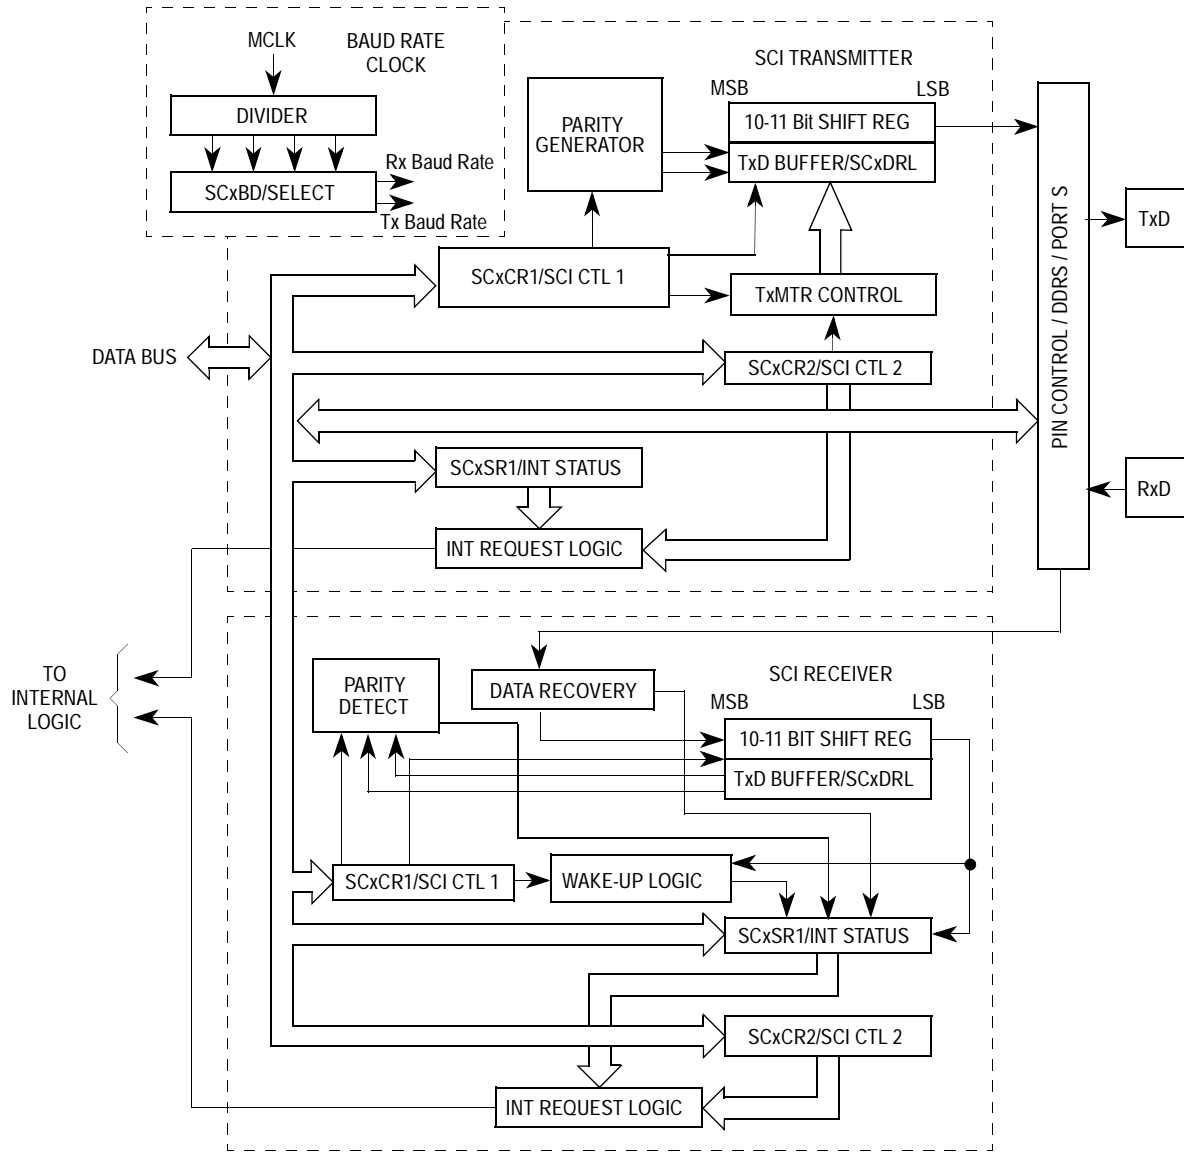 MCLK
BAUD RATE
CLOCK
DIVIDER
SCxBD/SELECT
Rx Baud Rate
Tx Baud Rate
SCI TRANSMITTER
MSB
LSB
PARITY
GENERATOR
10-11 Bit SHIFT REG
TxD BUFFER/SCxDRL
SCxCR1/SCI CTL 1
TxMTR CONTROL
DATA BUS
SCxCR2/SCI CTL 2
SCxSR1/INT STATUS
INT REQUEST LOGIC
PIN CONTROL / DDRS / PORT S
TxD
RxD
TO
INTERNAL
LOGIC
SCI RECEIVER
PARITY
DETECT
DATA RECOVERY
MSB
LSB
10-11 BIT SHIFT REG
TxD BUFFER/SCxDRL
SCxCR1/SCI CTL 1
WAKE-UP LOGIC
SCxSR1/INT STATUS
SCxCR2/SCI CTL 2
INT REQUEST LOGIC